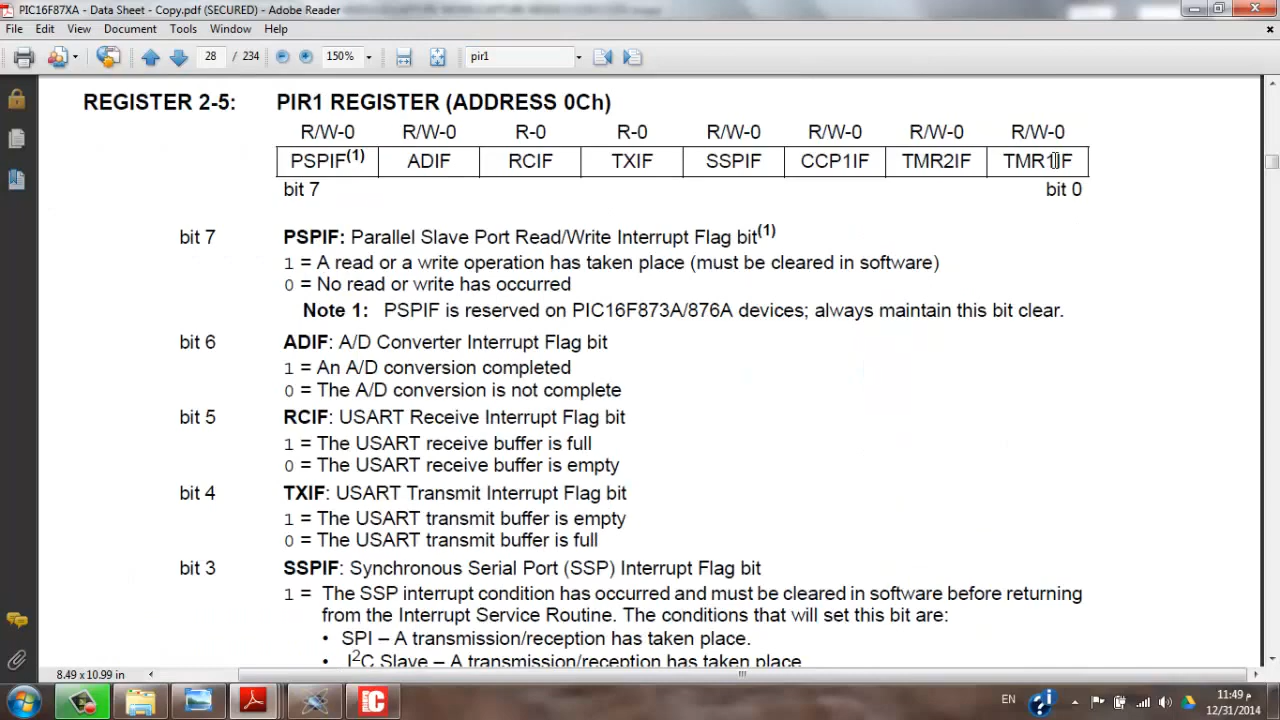 PIC16F87XA - Data Sheet - Copy.pdf (SECURED) - Adobe Reader
File Edit View Document Tools Window Help
28 / 234 150% pir1
REGISTER 2-5: PIR1 REGISTER (ADDRESS 0Ch)
R/W-0 R/W-0 R-0 R-0 R/W-0 R/W-0 R/W-0 R/W-0
PSPIF(1) ADIF RCIF TXIF SSPIF CCP1IF TMR2IF TMR1IF
bit 7 bit 0
bit 7 PSPIF: Parallel Slave Port Read/Write Interrupt Flag bit(1)
1 = A read or a write operation has taken place (must be cleared in software)
0 = No read or write has occurred
Note 1: PSPIF is reserved on PIC16F873A/876A devices; always maintain this bit clear.
bit 6 ADIF: A/D Converter Interrupt Flag bit
1 = An A/D conversion completed
0 = The A/D conversion is not complete
bit 5 RCIF: USART Receive Interrupt Flag bit
1 = The USART receive buffer is full
0 = The USART receive buffer is empty
bit 4 TXIF: USART Transmit Interrupt Flag bit
1 = The USART transmit buffer is empty
0 = The USART transmit buffer is full
bit 3 SSPIF: Synchronous Serial Port (SSP) Interrupt Flag bit
1 = The SSP interrupt condition has occurred and must be cleared in software before returning
from the Interrupt Service Routine. The conditions that will set this bit are:
• SPI – A transmission/reception has taken place.
• I2C Slave – A transmission/reception has taken place
8.49 x 10.99 in
EN 11:49 م
12/31/2014